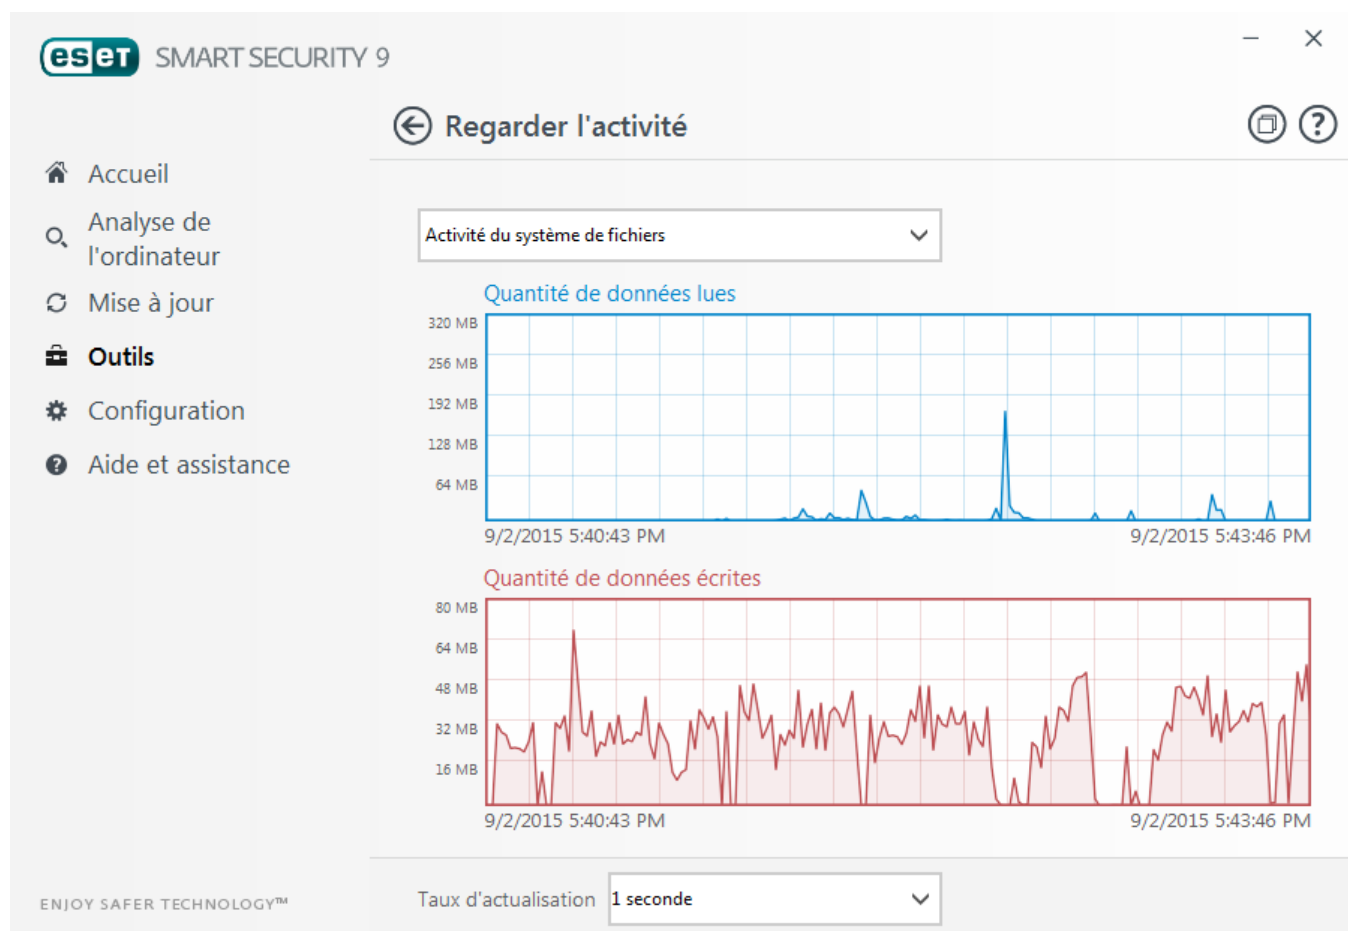 eset SMART SECURITY 9
Regarder l'activité
Accueil
Analyse de
l'ordinateur
Mise à jour
Outils
Configuration
Aide et assistance
Activité du système de fichiers
Quantité de données lues
320 MB
256 MB
192 MB
128 MB
64 MB
9/2/2015 5:40:43 PM 9/2/2015 5:43:46 PM
Quantité de données écrites
80 MB
64 MB
48 MB
32 MB
16 MB
9/2/2015 5:40:43 PM 9/2/2015 5:43:46 PM
Taux d'actualisation 1 seconde
ENJOY SAFER TECHNOLOGY™